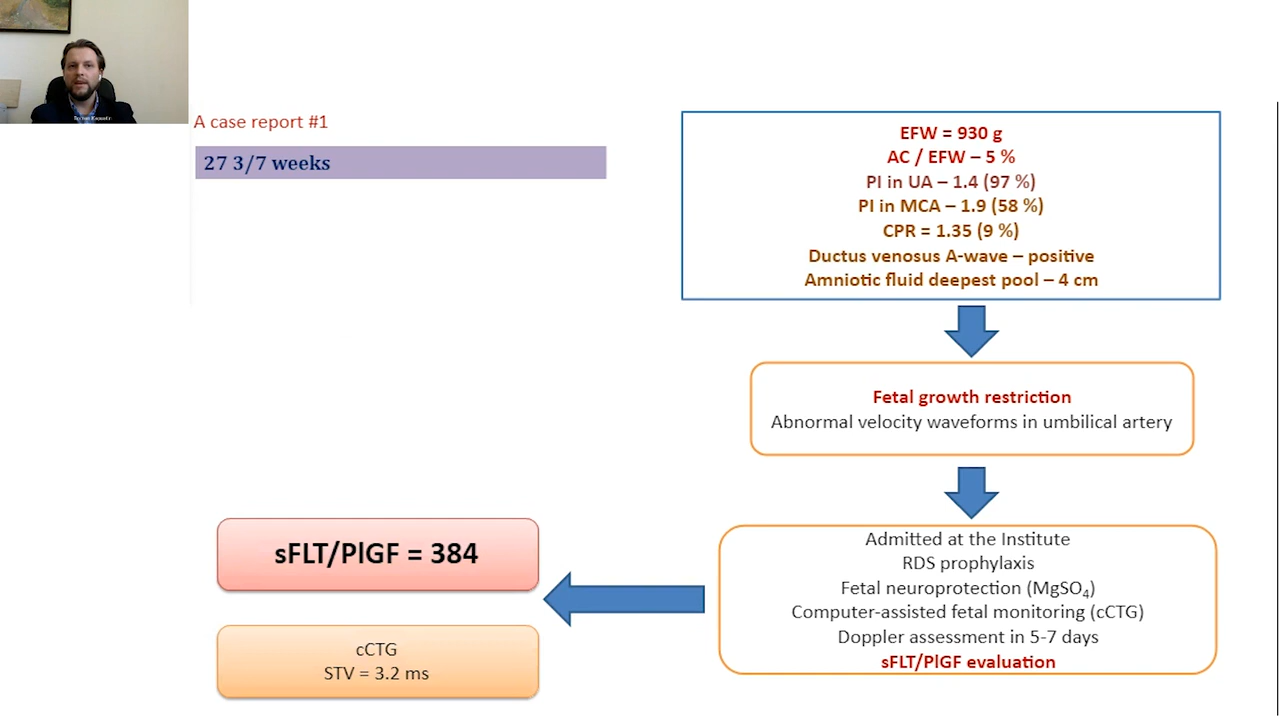 A case report #1
27 3/7 weeks
EFW = 930 g
AC / EFW – 5 %
PI in UA – 1.4 (97 %)
PI in MCA – 1.9 (58 %)
CPR = 1.35 (9 %)
Ductus venosus A-wave – positive
Amniotic fluid deepest pool – 4 cm
Fetal growth restriction
Abnormal velocity waveforms in umbilical artery
Admitted at the Institute
RDS prophylaxis
Fetal neuroprotection (MgSO₄)
Computer-assisted fetal monitoring (cCTG)
Doppler assessment in 5-7 days
sFLT/PlGF evaluation
sFLT/PlGF = 384
cCTG
STV = 3.2 ms